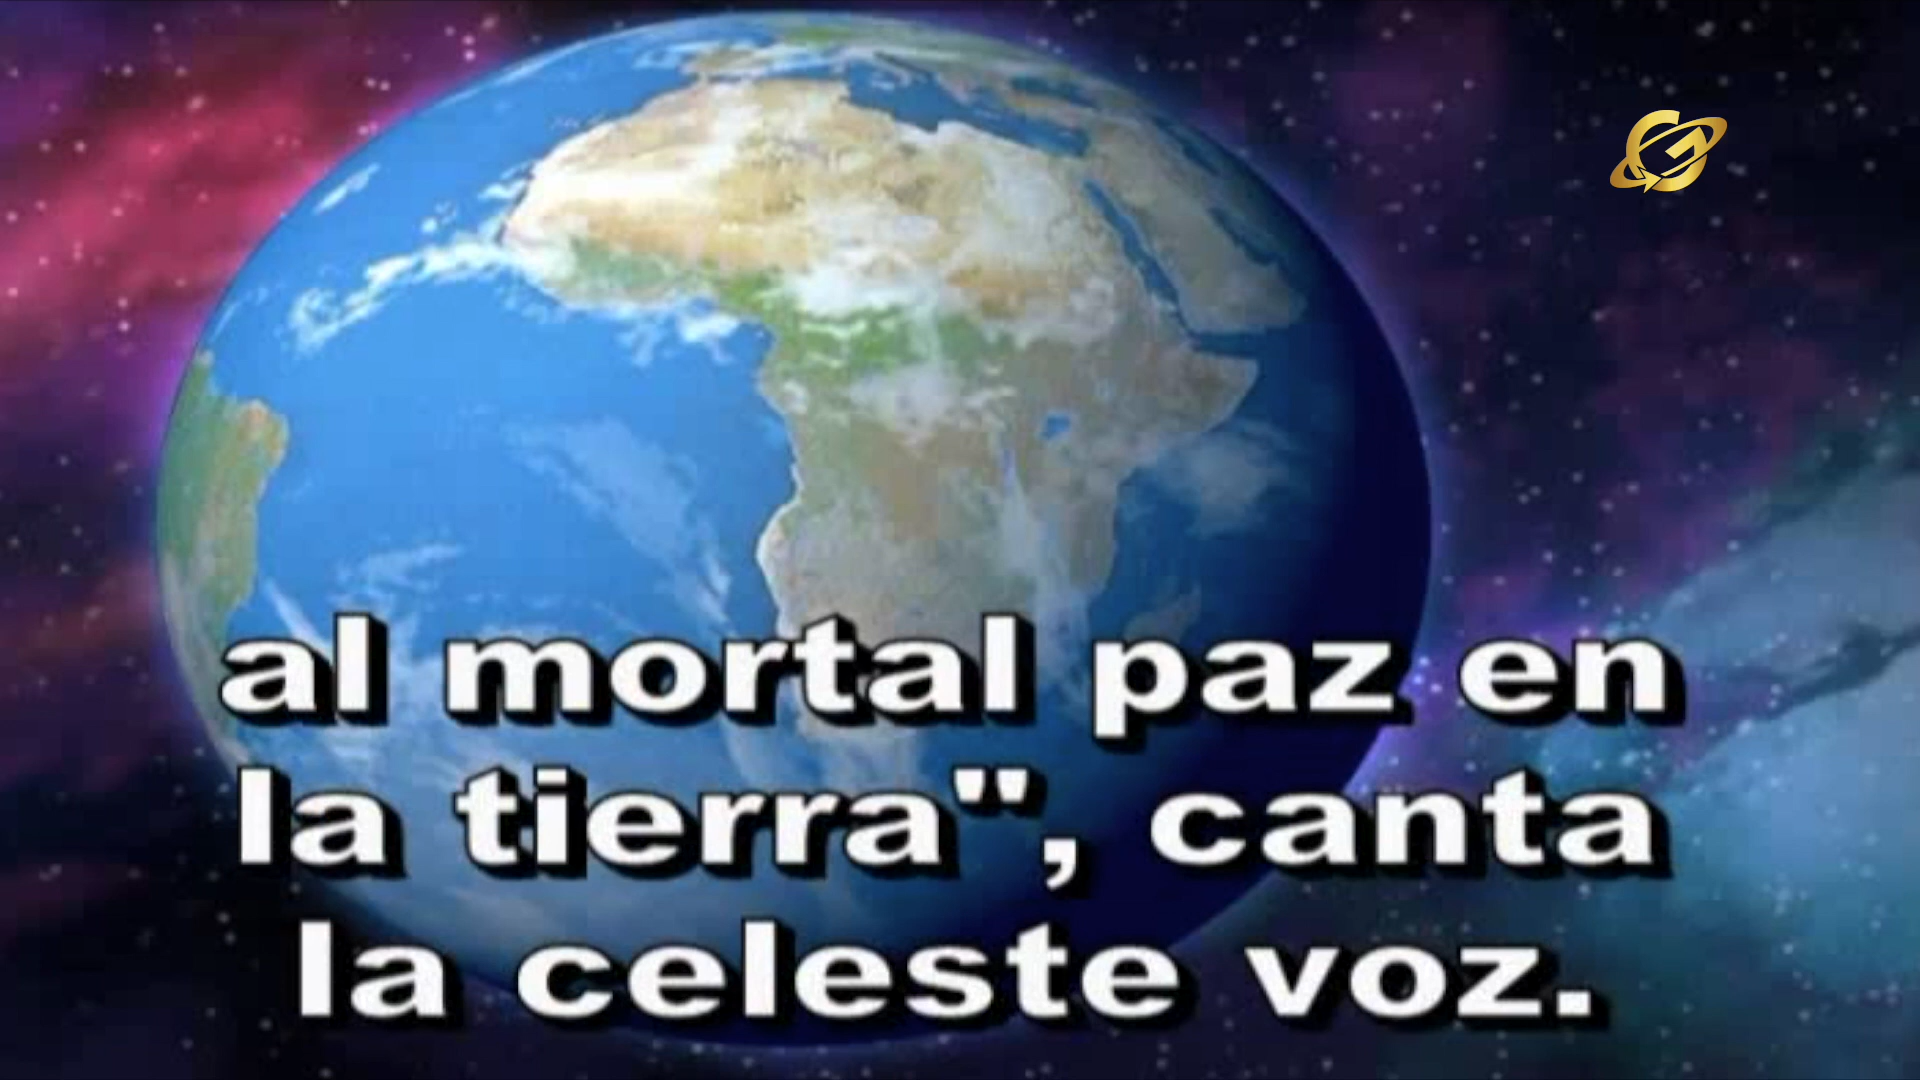 al mortal paz en
la tierra", canta
la celeste voz.